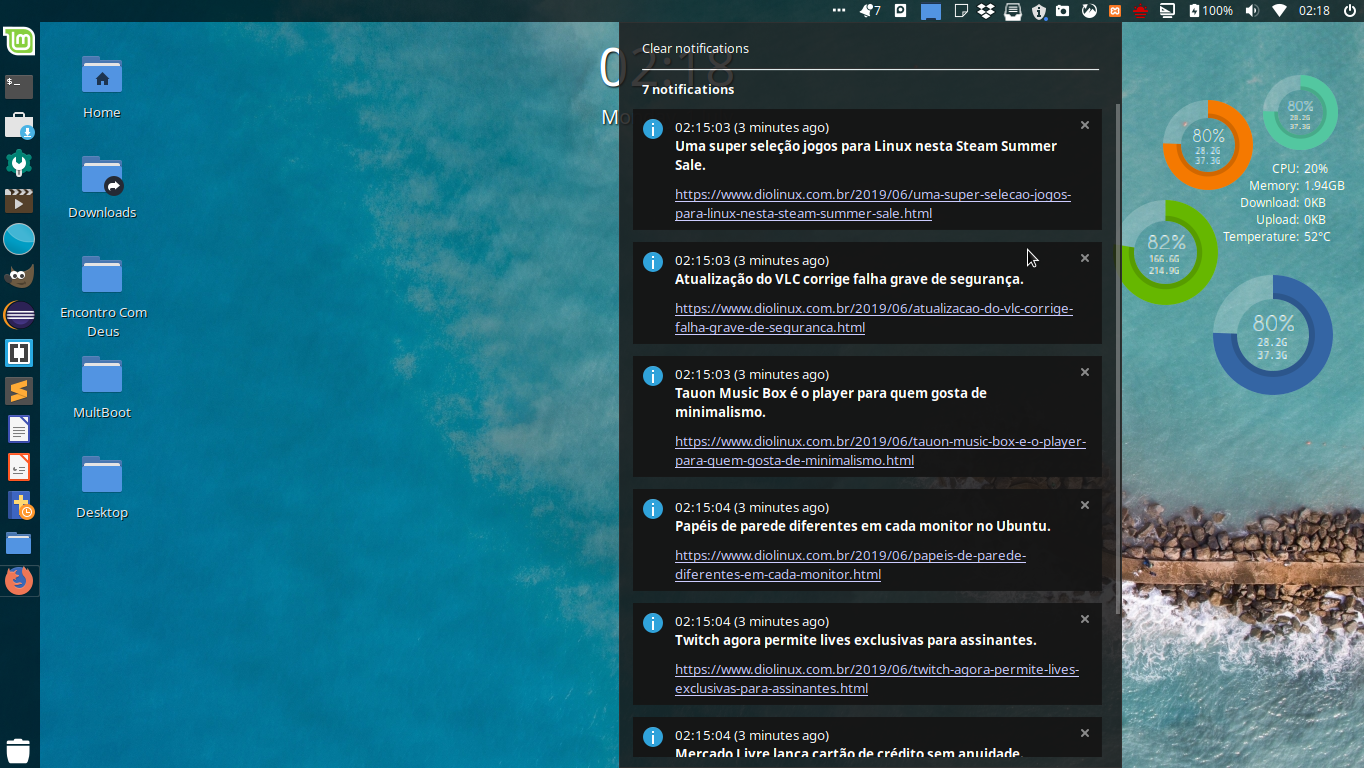 7
100%
02:18
Clear notifications
02:18
Mo
7 notifications
02:15:03 (3 minutes ago)
Uma super seleção jogos para Linux nesta Steam Summer
Sale.
https://www.diolinux.com.br/2019/06/uma-super-selecao-jogos-
para-linux-nesta-steam-summer-sale.html
02:15:03 (3 minutes ago)
Atualização do VLC corrige falha grave de segurança.
https://www.diolinux.com.br/2019/06/atualizacao-do-vlc-corrige-
falha-grave-de-seguranca.html
02:15:03 (3 minutes ago)
Tauon Music Box é o player para quem gosta de
minimalismo.
https://www.diolinux.com.br/2019/06/tauon-music-box-e-o-player-
para-quem-gosta-de-minimalismo.html
02:15:04 (3 minutes ago)
Papéis de parede diferentes em cada monitor no Ubuntu.
https://www.diolinux.com.br/2019/06/papeis-de-parede-
diferentes-em-cada-monitor.html
02:15:04 (3 minutes ago)
Twitch agora permite lives exclusivas para assinantes.
https://www.diolinux.com.br/2019/06/twitch-agora-permite-lives-
exclusivas-para-assinantes.html
02:15:04 (3 minutes ago)
Mercado Livre lança cartão de crédito sem anuidade.
Home
Downloads
Encontro Com
Deus
MultBoot
Desktop
80%
28.2G
37.3G
80%
28.2G
37.3G
CPU: 20%
Memory: 1.94GB
Download: 0KB
Upload: 0KB
Temperature: 52°C
82%
166.6G
214.9G
80%
28.2G
37.3G